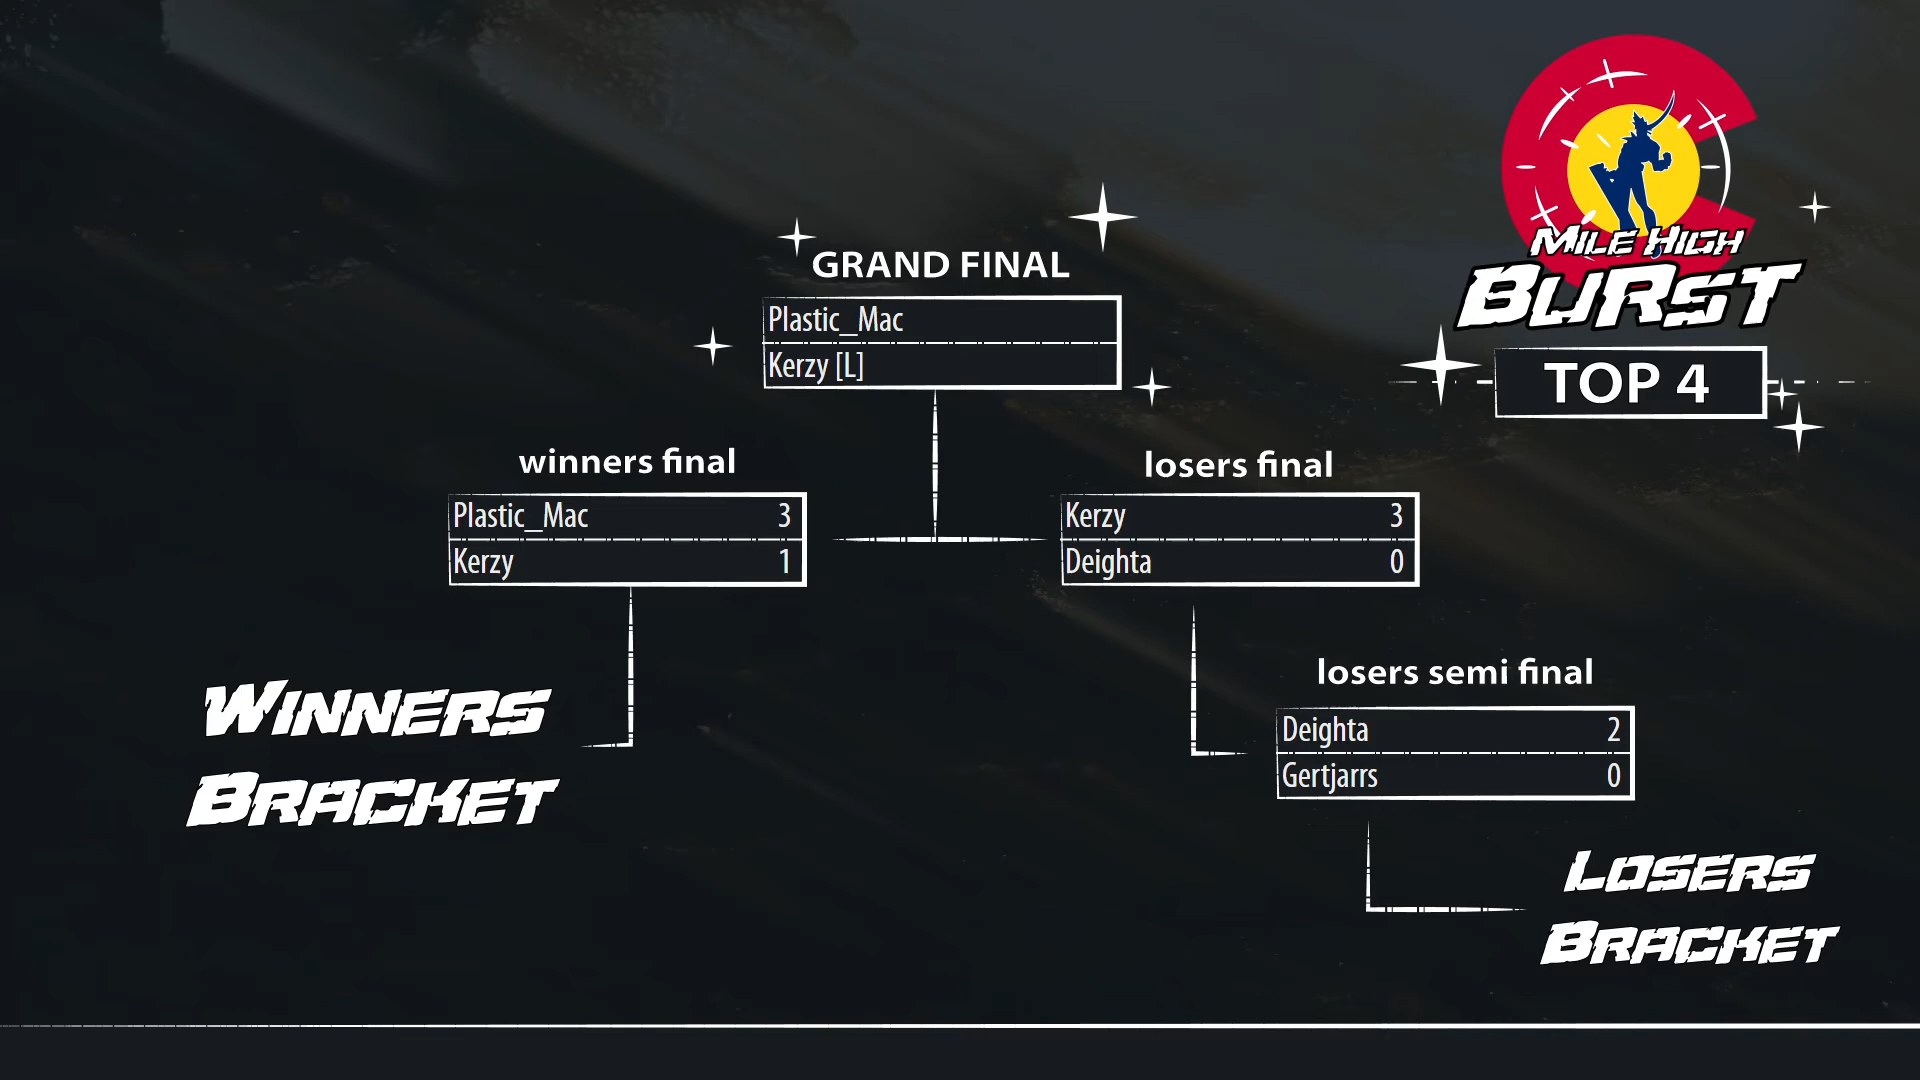 MILE HIGH
BURST
TOP 4
GRAND FINAL
Plastic_Mac
Kerzy [L]
winners final
Plastic_Mac 3
Kerzy 1
losers final
Kerzy 3
Deighta 0
losers semi final
Deighta 2
Gertjarrs 0
WINNERS
BRACKET
LOSERS
BRACKET